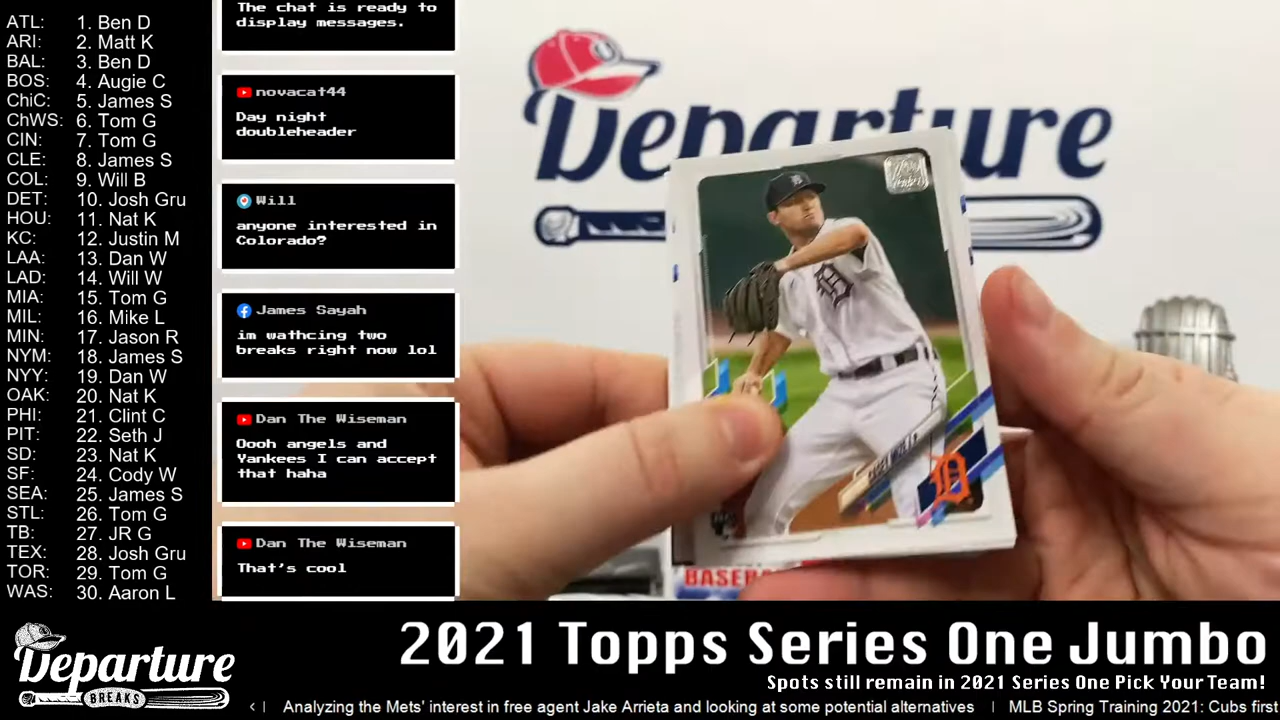 ATL: 1. Ben D
ARI: 2. Matt K
BAL: 3. Ben D
BOS: 4. Augie C
ChiC: 5. James S
ChWS: 6. Tom G
CIN: 7. Tom G
CLE: 8. James S
COL: 9. Will B
DET: 10. Josh Gru
HOU: 11. Nat K
KC: 12. Justin M
LAA: 13. Dan W
LAD: 14. Will W
MIA: 15. Tom G
MIL: 16. Mike L
MIN: 17. Jason R
NYM: 18. James S
NYY: 19. Dan W
OAK: 20. Nat K
PHI: 21. Clint C
PIT: 22. Seth J
SD: 23. Nat K
SF: 24. Cody W
SEA: 25. James S
STL: 26. Tom G
TB: 27. JR G
TEX: 28. Josh Gru
TOR: 29. Tom G
WAS: 30. Aaron L
The chat is ready to
display messages.
novacat44
Day night
doubleheader
Will
anyone interested in
Colorado?
James Sayah
im wathcing two
breaks right now lol
Dan The Wiseman
Oooh angels and
Yankees I can accept
that haha
Dan The Wiseman
That's cool
Departure
CASEY MIZE
Departure
BREAKS
2021 Topps Series One Jumbo
Spots still remain in 2021 Series One Pick Your Team!
Analyzing the Mets' interest in free agent Jake Arrieta and looking at some potential alternatives | MLB Spring Training 2021: Cubs first